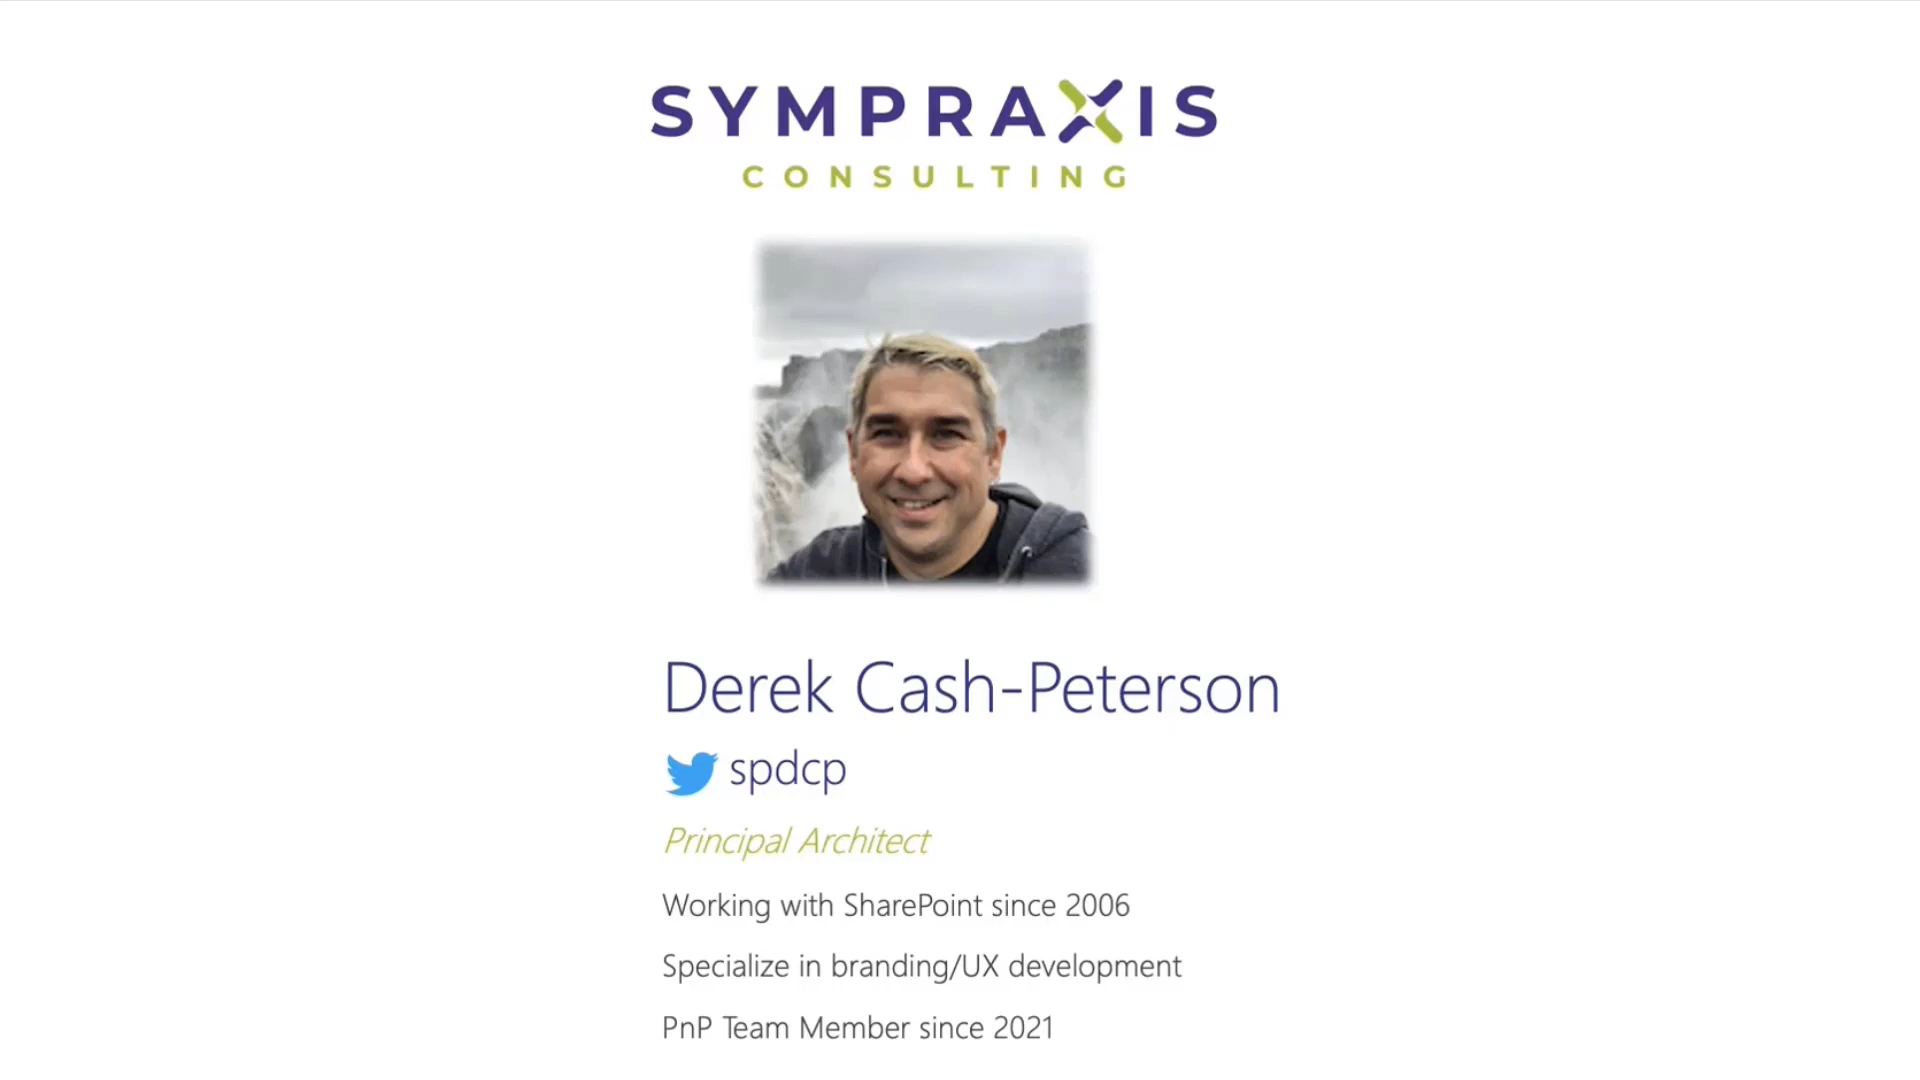 SYMPRAXIS
CONSULTING
Derek Cash-Peterson
spdcp
Principal Architect
Working with SharePoint since 2006
Specialize in branding/UX development
PnP Team Member since 2021